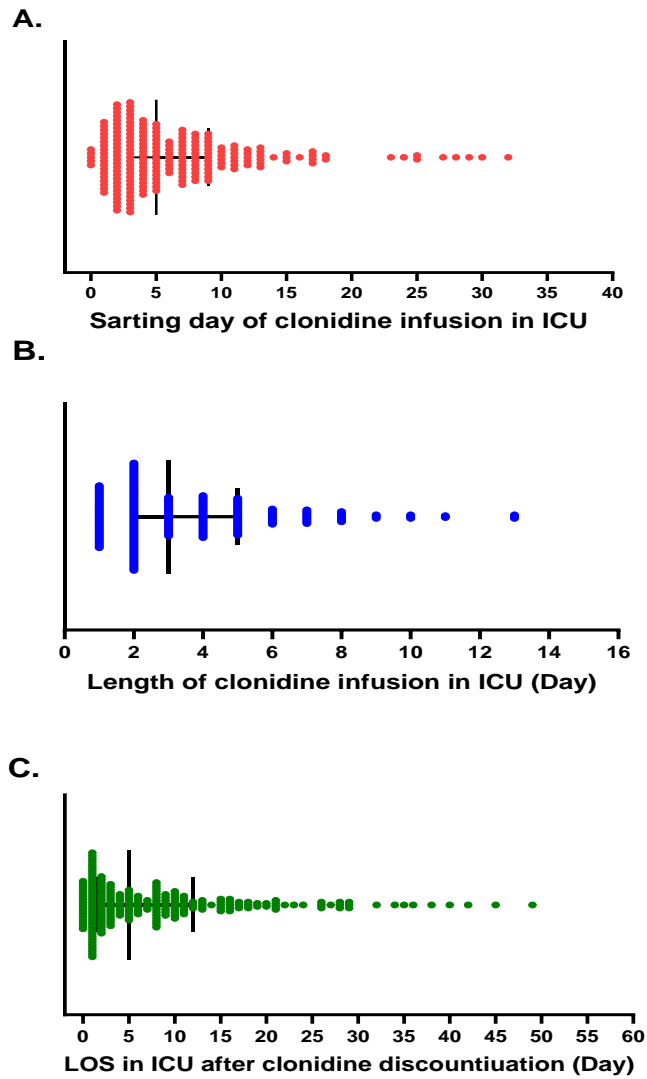 A.
0 5 10 15 20 25 30 35 40
Sarting day of clonidine infusion in ICU
B.
0 2 4 6 8 10 12 14 16
Length of clonidine infusion in ICU (Day)
C.
0 5 10 15 20 25 30 35 40 45 50 55 60
LOS in ICU after clonidine discountiuation (Day)